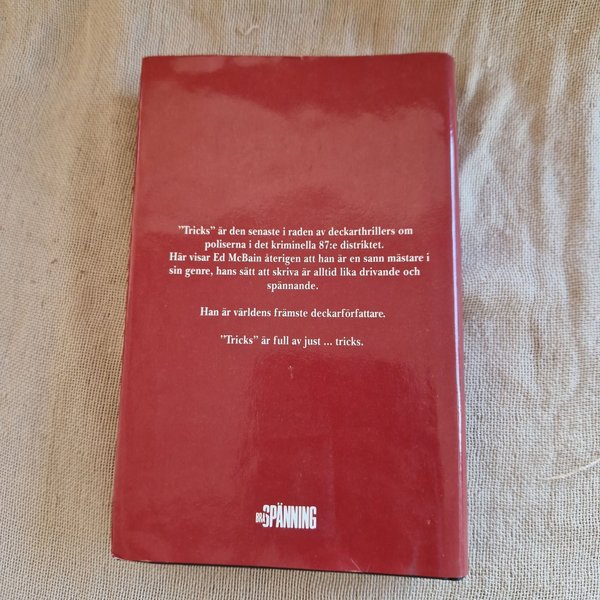 ”Tricks” är den senaste i raden av deckarthrillers om
poliserna i det kriminella 87:e distriktet.
Här visar Ed McBain återigen att han är en sann mästare i
sin genre, hans sätt att skriva är alltid lika drivande och
spännande.
Han är världens främste deckarförfattare.
”Tricks” är full av just ... tricks.
BRA SPÄNNING